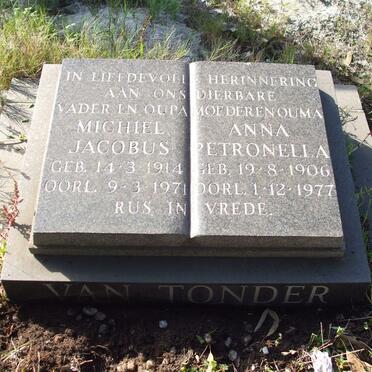 IN LIEFDEVOLLE HERINNERING
AAN ONS DIERBARE
VADER EN OUPA MOEDER EN OUMA
MICHIEL ANNA
JACOBUS PETRONELLA
GEB. 14·3·1914 GEB. 19·8·1906
OORL. 9·3·1971 OORL. 1·12·1977
RUS IN VREDE.
VAN TONDER